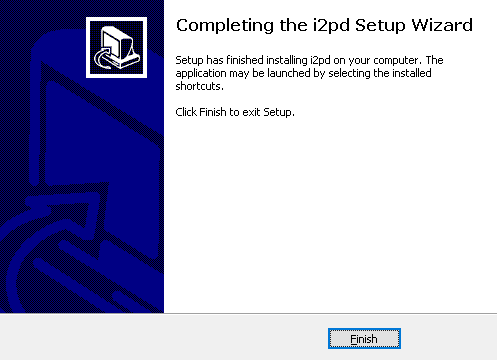 Completing the i2pd Setup Wizard
Setup has finished installing i2pd on your computer. The
application may be launched by selecting the installed
shortcuts.
Click Finish to exit Setup.
Finish